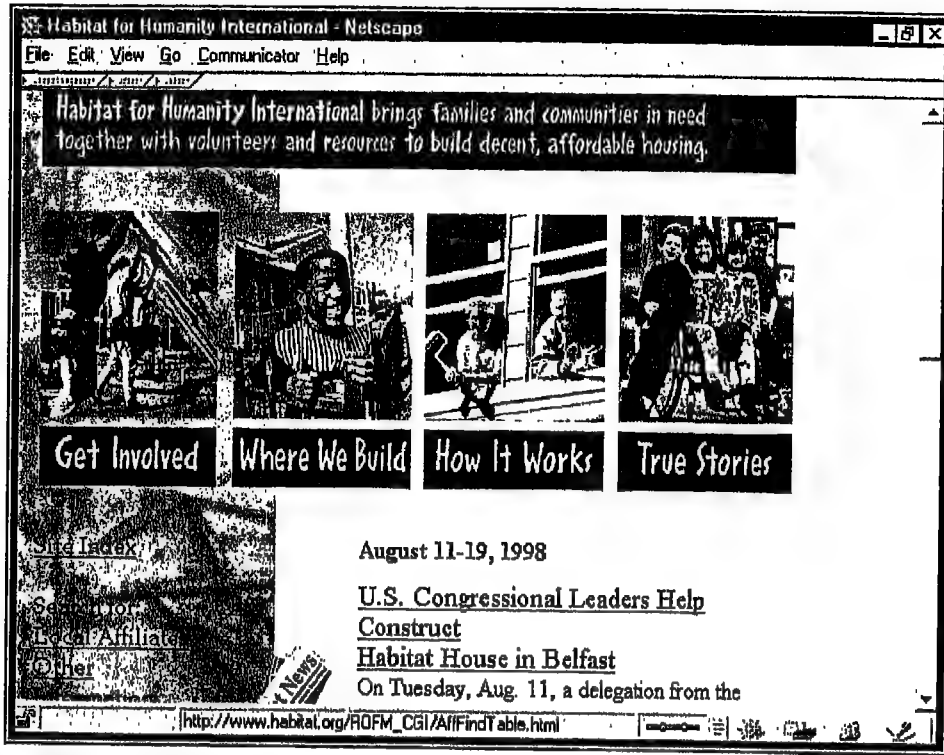 Habitat for Humanity International - Netscape
File Edit View Go Communicator Help
Habitat for Humanity International brings families and communities in need
together with volunteers and resources to build decent, affordable housing.
Get Involved
Where We Build
How It Works
True Stories
Site Index
Search for
Local Affiliate
Other
August 11-19, 1998
U.S. Congressional Leaders Help
Construct
Habitat House in Belfast
On Tuesday, Aug. 11, a delegation from the
News
http://www.habitat.org/ROFM_CGI/AffFindTable.html